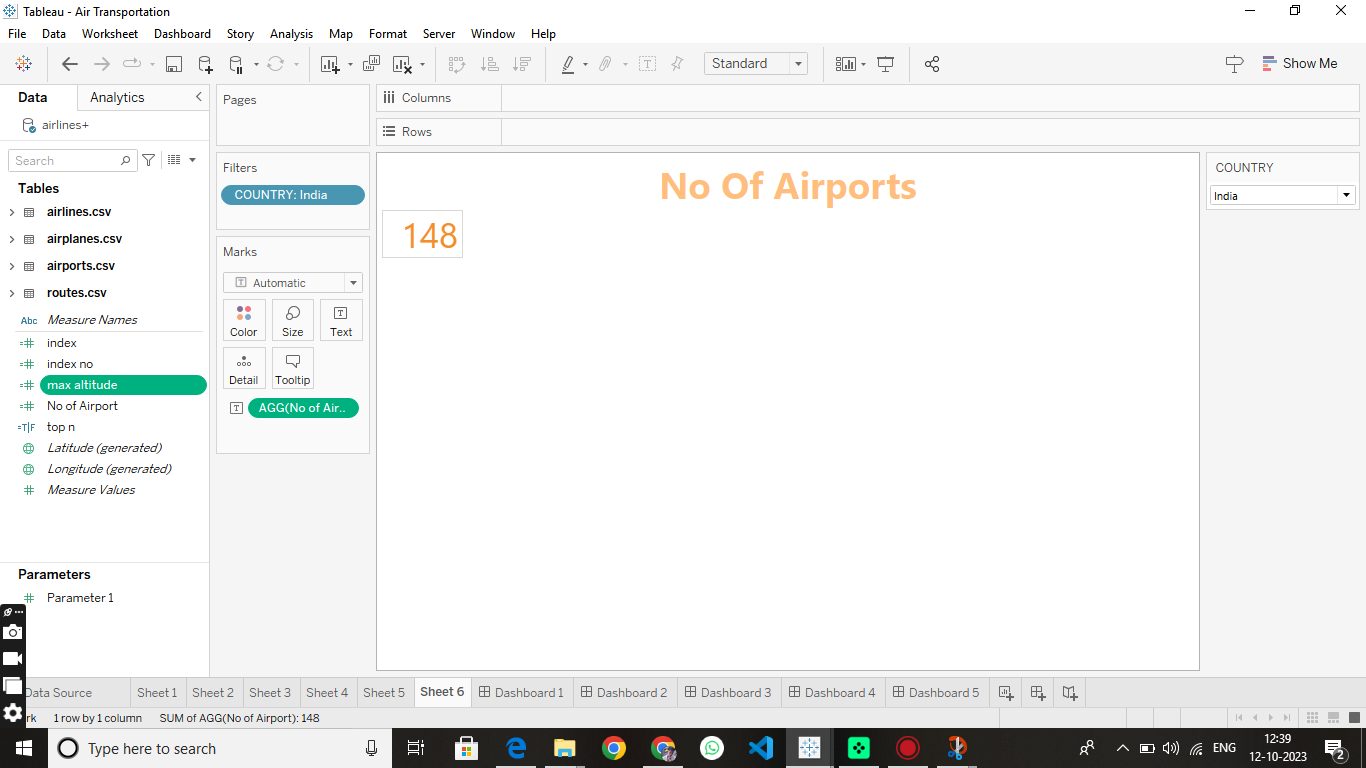 Tableau - Air Transportation
File Data Worksheet Dashboard Story Analysis Map Format Server Window Help
Standard
Show Me
Data Analytics
airlines+
Search
Tables
airlines.csv
airplanes.csv
airports.csv
routes.csv
Abc Measure Names
=# index
=# index no
=# max altitude
=# No of Airport
=T|F top n
Latitude (generated)
Longitude (generated)
# Measure Values
Parameters
# Parameter 1
Pages
Filters
COUNTRY: India
Marks
Automatic
Color Size Text
Detail Tooltip
AGG(No of Air..
Columns
Rows
No Of Airports
148
COUNTRY
India
Data Source Sheet 1 Sheet 2 Sheet 3 Sheet 4 Sheet 5 Sheet 6 Dashboard 1 Dashboard 2 Dashboard 3 Dashboard 4 Dashboard 5
rk 1 row by 1 column SUM of AGG(No of Airport): 148
Type here to search
ENG
12:39
12-10-2023
2